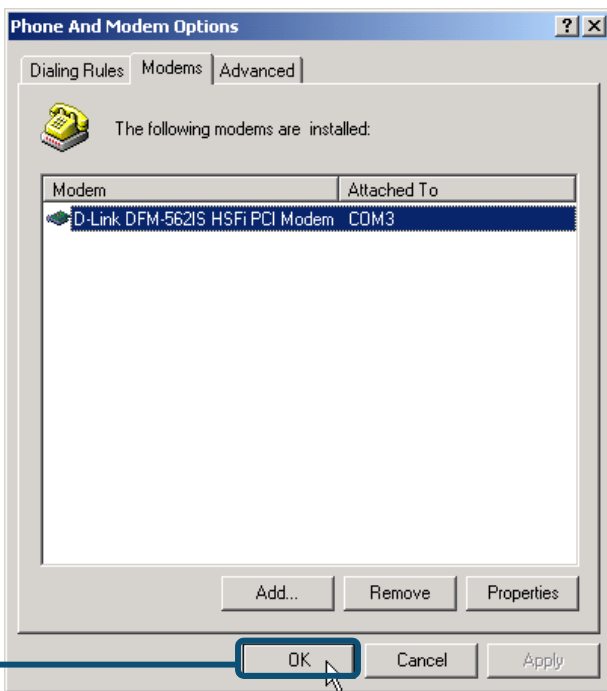 Phone And Modem Options
Dialing Rules Modems Advanced
The following modems are installed:
Modem Attached To
D-Link DFM-562IS HSFi PCI Modem COM3
Add... Remove Properties
OK Cancel Apply